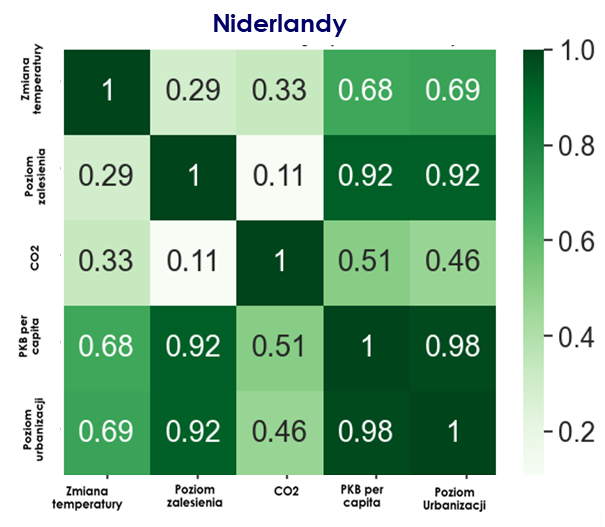 Niderlandy
Zmiana
temperatury
1 0.29 0.33 0.68 0.69
Poziom
zalesienia
0.29 1 0.11 0.92 0.92
CO2
0.33 0.11 1 0.51 0.46
PKB per
capita
0.68 0.92 0.51 1 0.98
Poziom
urbanizacji
0.69 0.92 0.46 0.98 1
Zmiana
temperatury
Poziom
zalesienia
CO2
PKB per
capita
Poziom
Urbanizacji
1.0
0.8
0.6
0.4
0.2